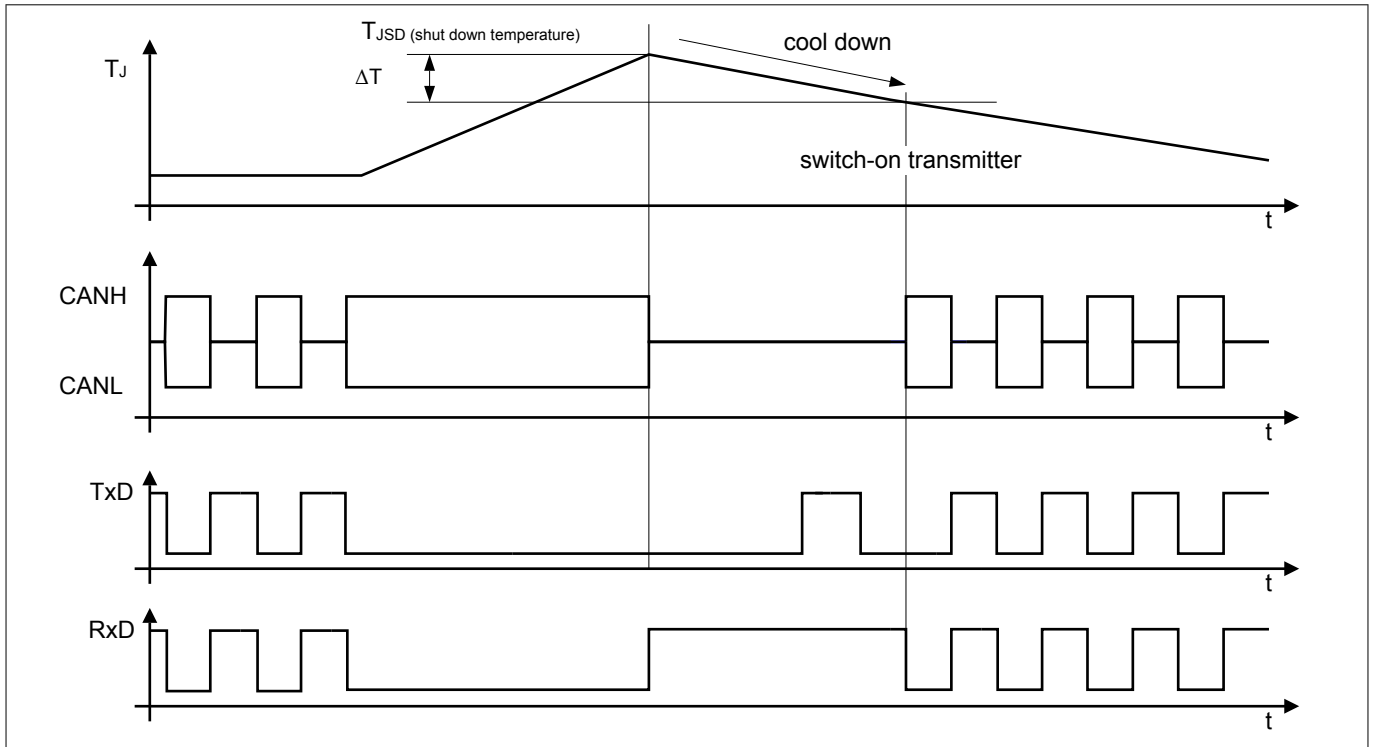 TJSD (shut down temperature)
cool down
TJ
ΔT
switch-on transmitter
t
CANH
CANL
t
TxD
t
RxD
t